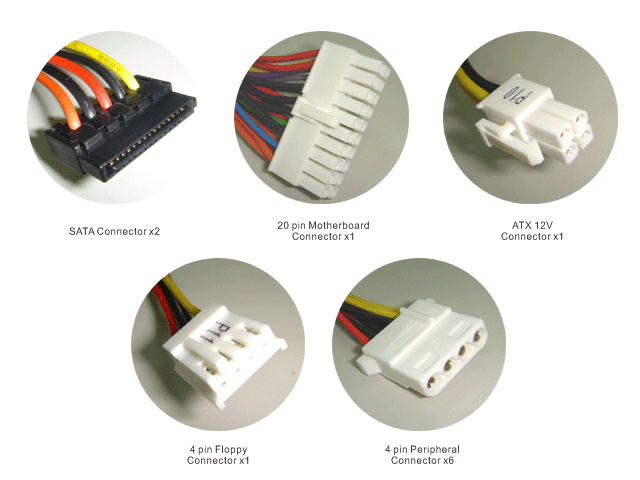 SATA Connector x2
20 pin Motherboard
Connector x1
ATX 12V
Connector x1
4 pin Floppy
Connector x1
4 pin Peripheral
Connector x6